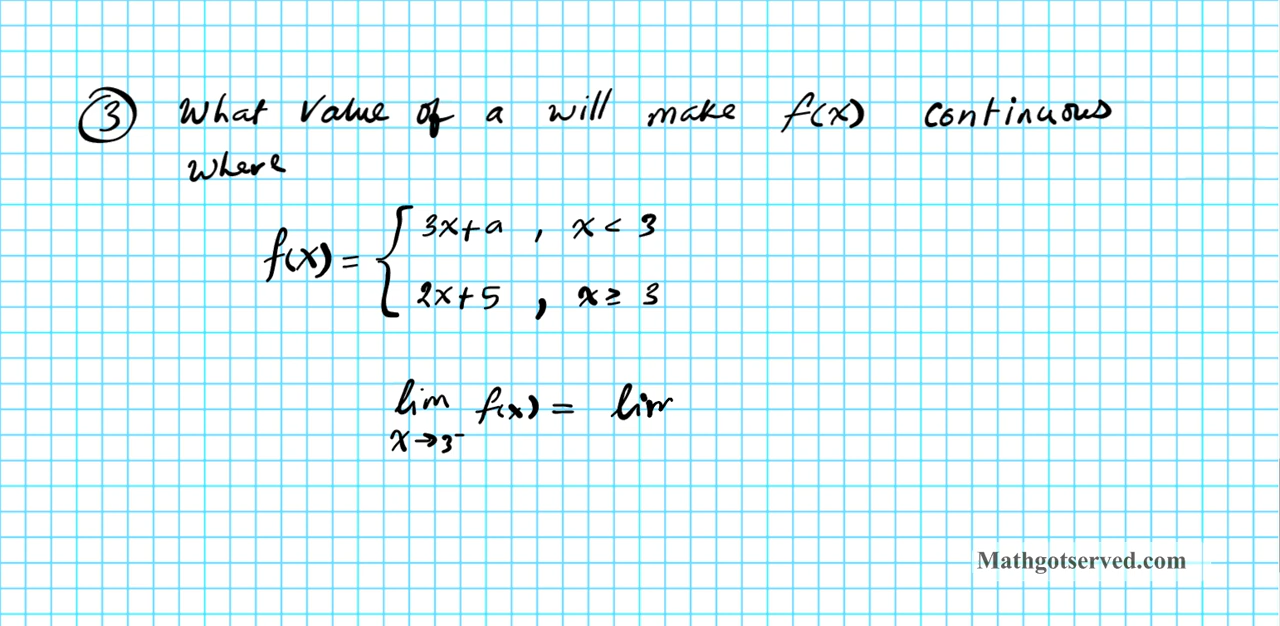 ③ What Value of a will make f(x) continuous
where
f(x) = { 3x+a , x < 3
2x+5 , x ≥ 3
lim f(x) = lim
x→3⁻
Mathgotserved.com